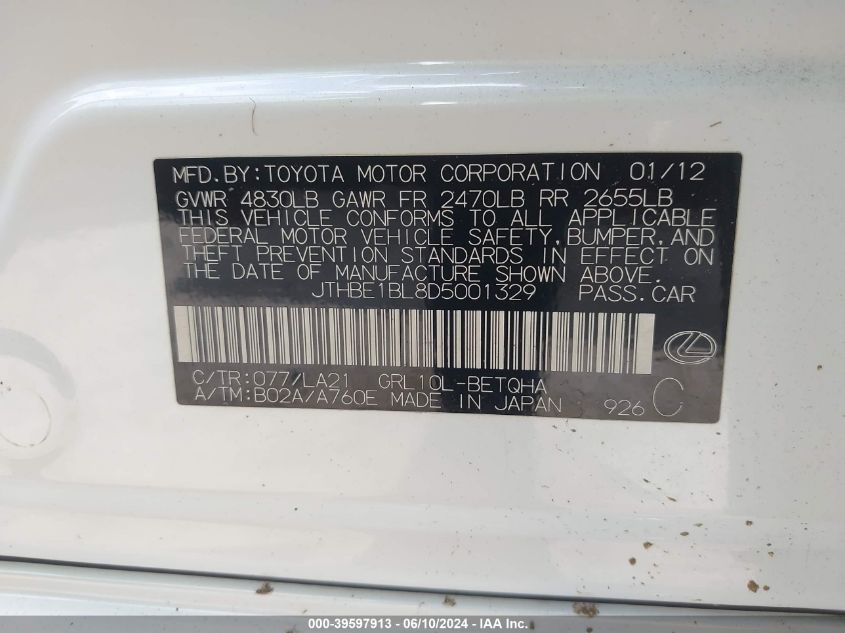 MFD.BY:TOYOTA MOTOR CORPORATION 01/12
GVWR 4830LB GAWR FR 2470LB RR 2655LB
THIS VEHICLE CONFORMS TO ALL APPLICABLE
FEDERAL MOTOR VEHICLE SAFETY,BUMPER,AND
THEFT PREVENTION STANDARDS IN EFFECT ON
THE DATE OF MANUFACTURE SHOWN ABOVE.
JTHBE1BL8D5001329 PASS.CAR
C/TR:077/LA21 GRL10L-BETQHA
A/TM:B02A/A760E MADE IN JAPAN 926 C
000-39597913 - 06/10/2024 - IAA Inc.